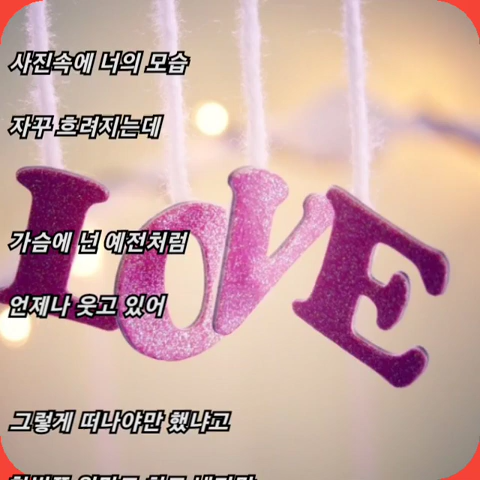 사진속에 너의 모습
자꾸 흐려지는데
LOVE
가슴에 넌 예전처럼
언제나 웃고 있어
그렇게 떠나야만 했냐고